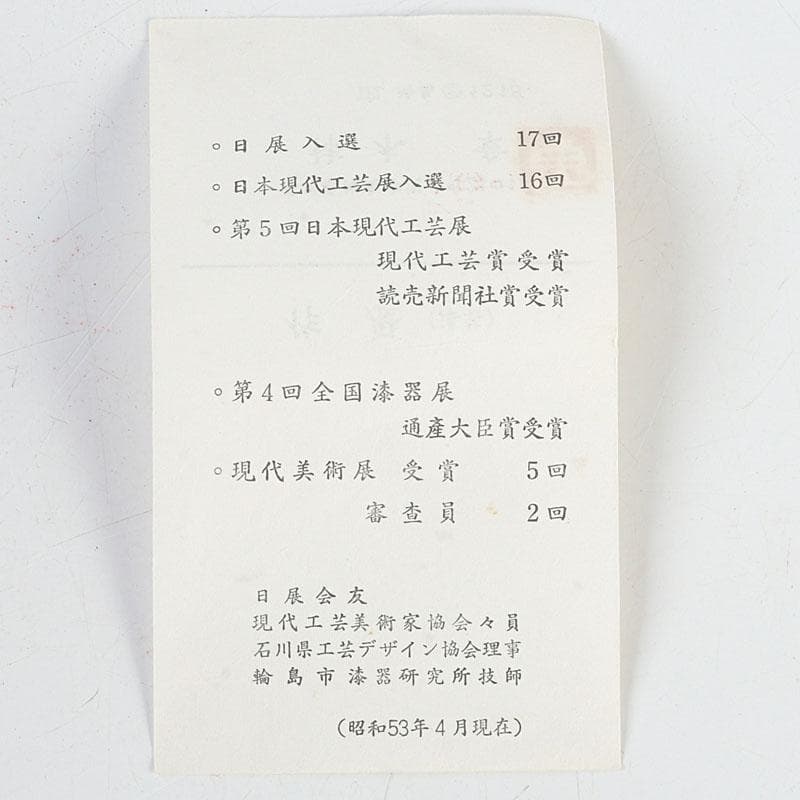 ○ 日展入選 17回
○ 日本現代工芸展入選 16回
○ 第5回日本現代工芸展
現代工芸賞受賞
読売新聞社賞受賞
○ 第4回全国漆器展
通産大臣賞受賞
○ 現代美術展 受賞 5回
審査員 2回
日展会友
現代工芸美術家協会々員
石川県工芸デザイン協会理事
輪島市漆器研究所技師
(昭和53年4月現在)